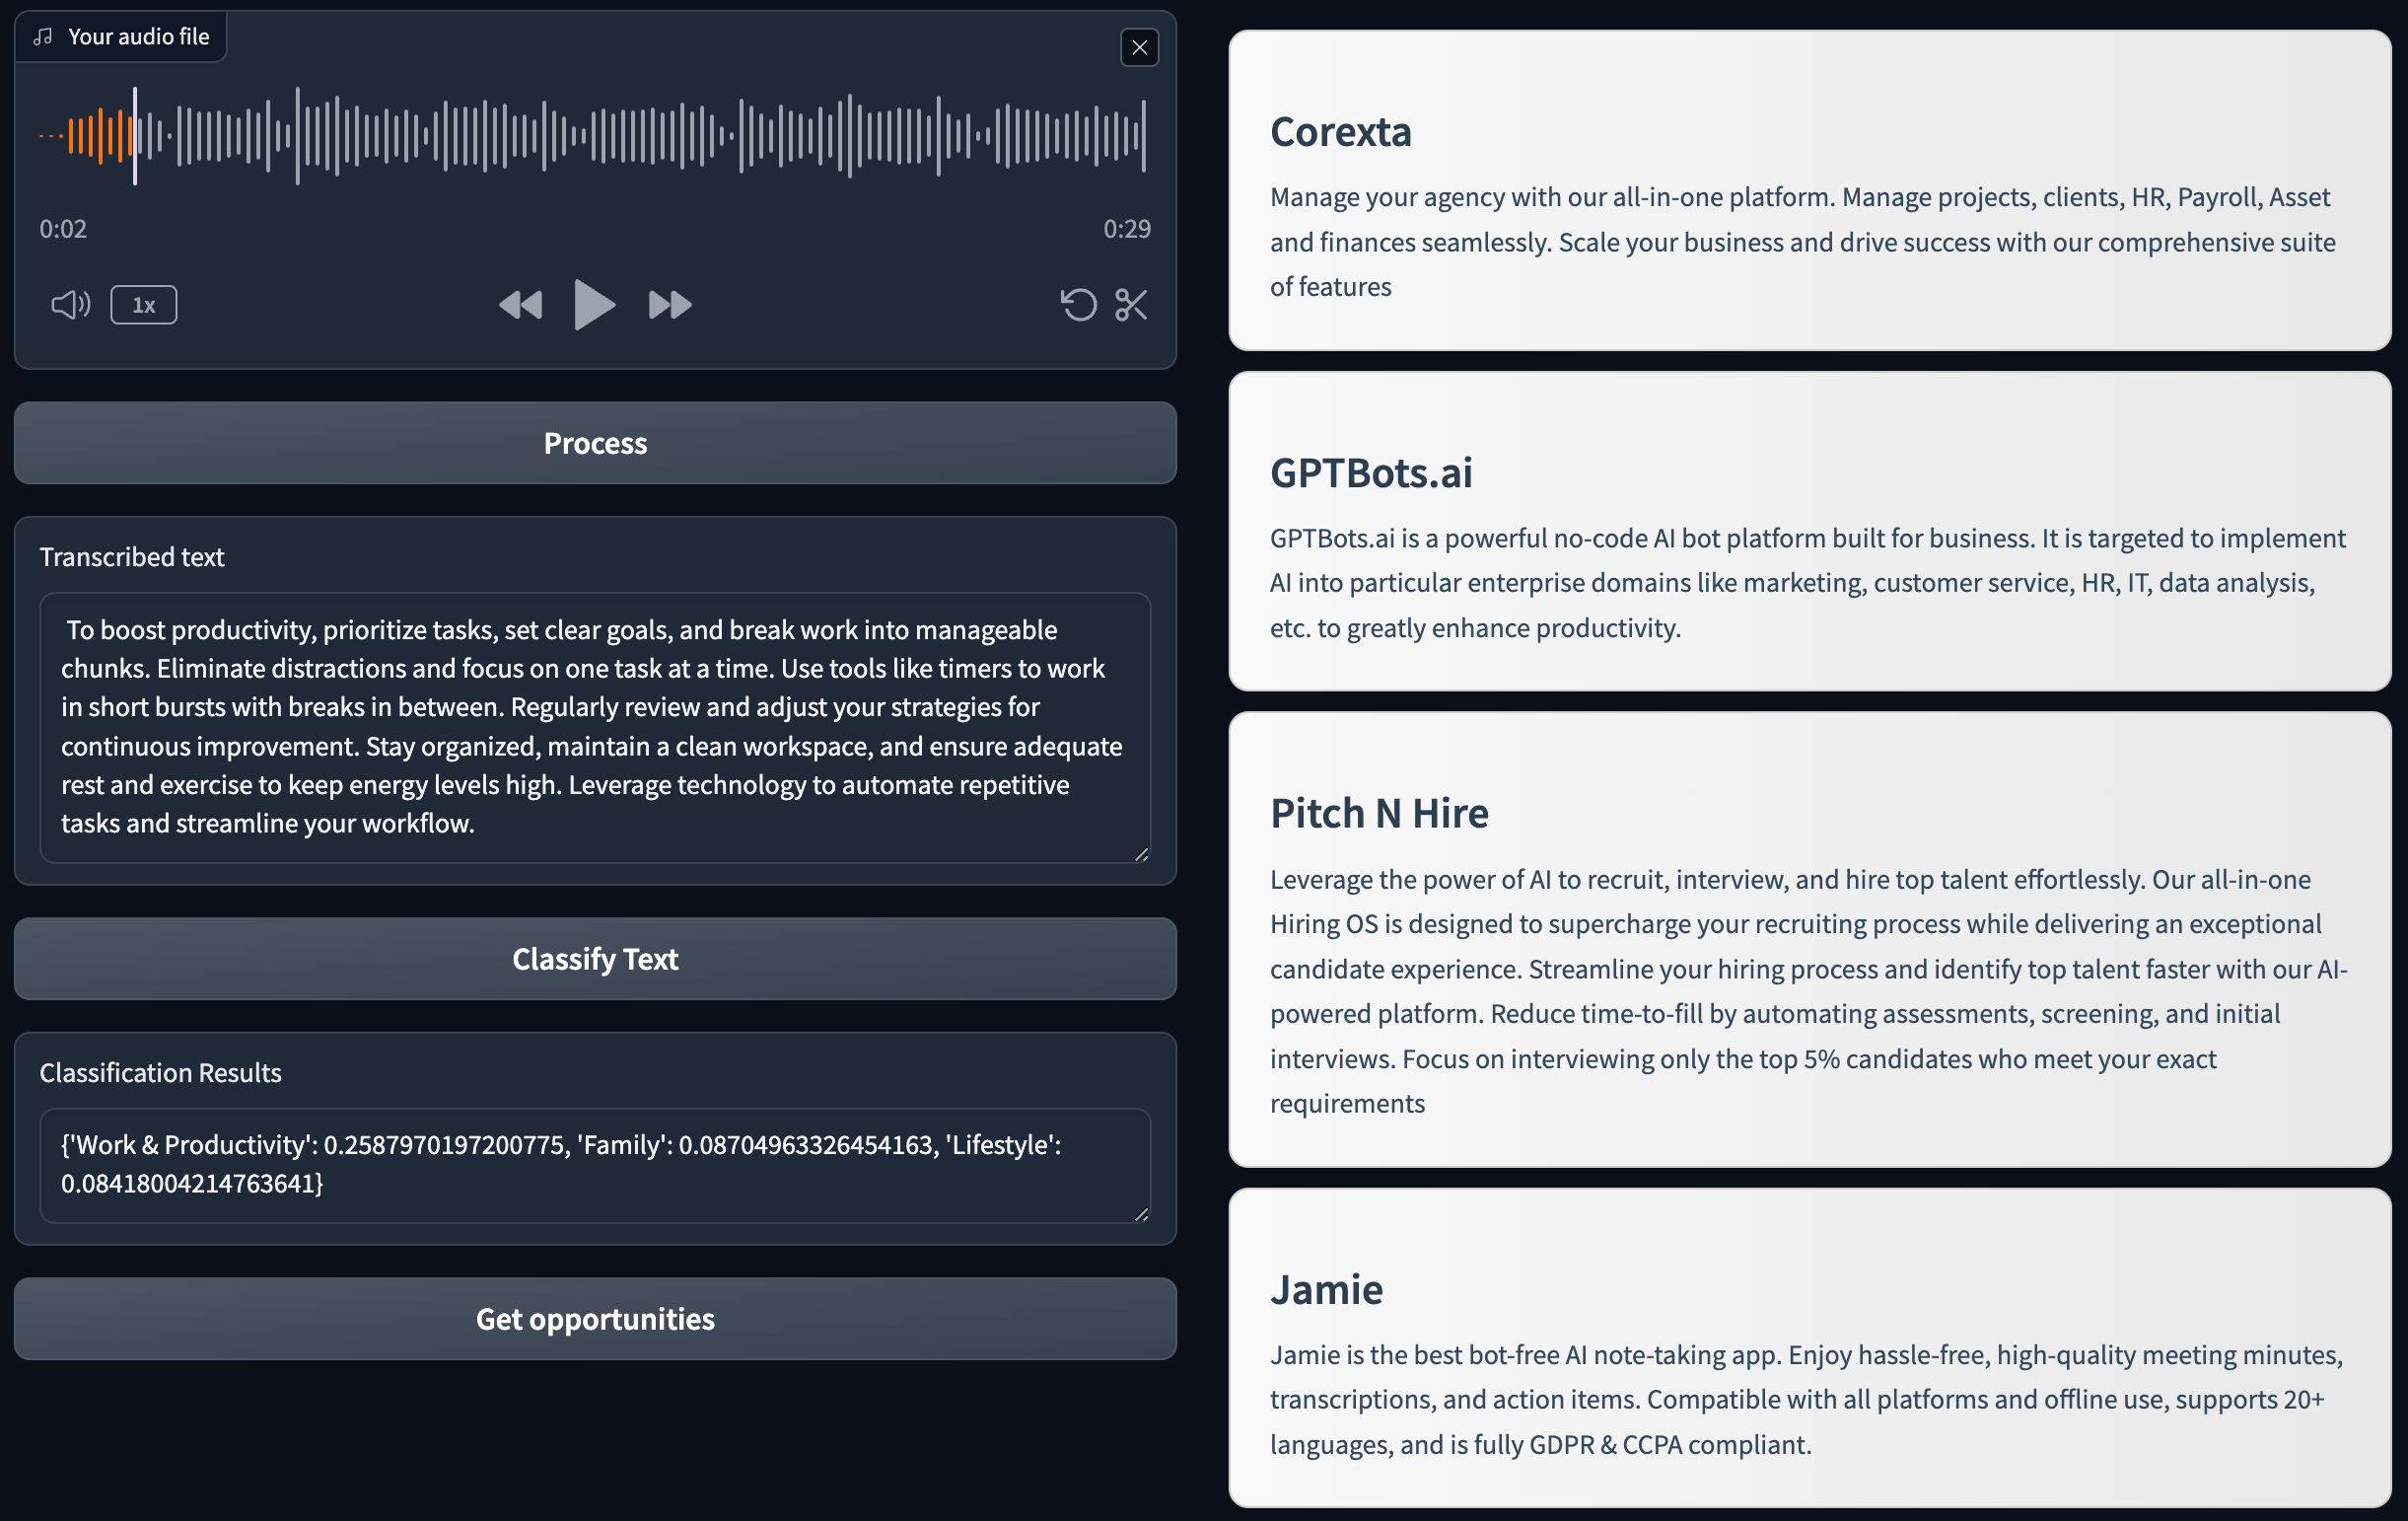 Your audio file
0:02
0:29
1x
Process
Transcribed text
To boost productivity, prioritize tasks, set clear goals, and break work into manageable
chunks. Eliminate distractions and focus on one task at a time. Use tools like timers to work
in short bursts with breaks in between. Regularly review and adjust your strategies for
continuous improvement. Stay organized, maintain a clean workspace, and ensure adequate
rest and exercise to keep energy levels high. Leverage technology to automate repetitive
tasks and streamline your workflow.
Classify Text
Classification Results
{'Work & Productivity': 0.2587970197200775, 'Family': 0.08704963326454163, 'Lifestyle':
0.08418004214763641}
Get opportunities
Corexta
Manage your agency with our all-in-one platform. Manage projects, clients, HR, Payroll, Asset
and finances seamlessly. Scale your business and drive success with our comprehensive suite
of features
GPTBots.ai
GPTBots.ai is a powerful no-code AI bot platform built for business. It is targeted to implement
AI into particular enterprise domains like marketing, customer service, HR, IT, data analysis,
etc. to greatly enhance productivity.
Pitch N Hire
Leverage the power of AI to recruit, interview, and hire top talent effortlessly. Our all-in-one
Hiring OS is designed to supercharge your recruiting process while delivering an exceptional
candidate experience. Streamline your hiring process and identify top talent faster with our AI-
powered platform. Reduce time-to-fill by automating assessments, screening, and initial
interviews. Focus on interviewing only the top 5% candidates who meet your exact
requirements
Jamie
Jamie is the best bot-free AI note-taking app. Enjoy hassle-free, high-quality meeting minutes,
transcriptions, and action items. Compatible with all platforms and offline use, supports 20+
languages, and is fully GDPR & CCPA compliant.